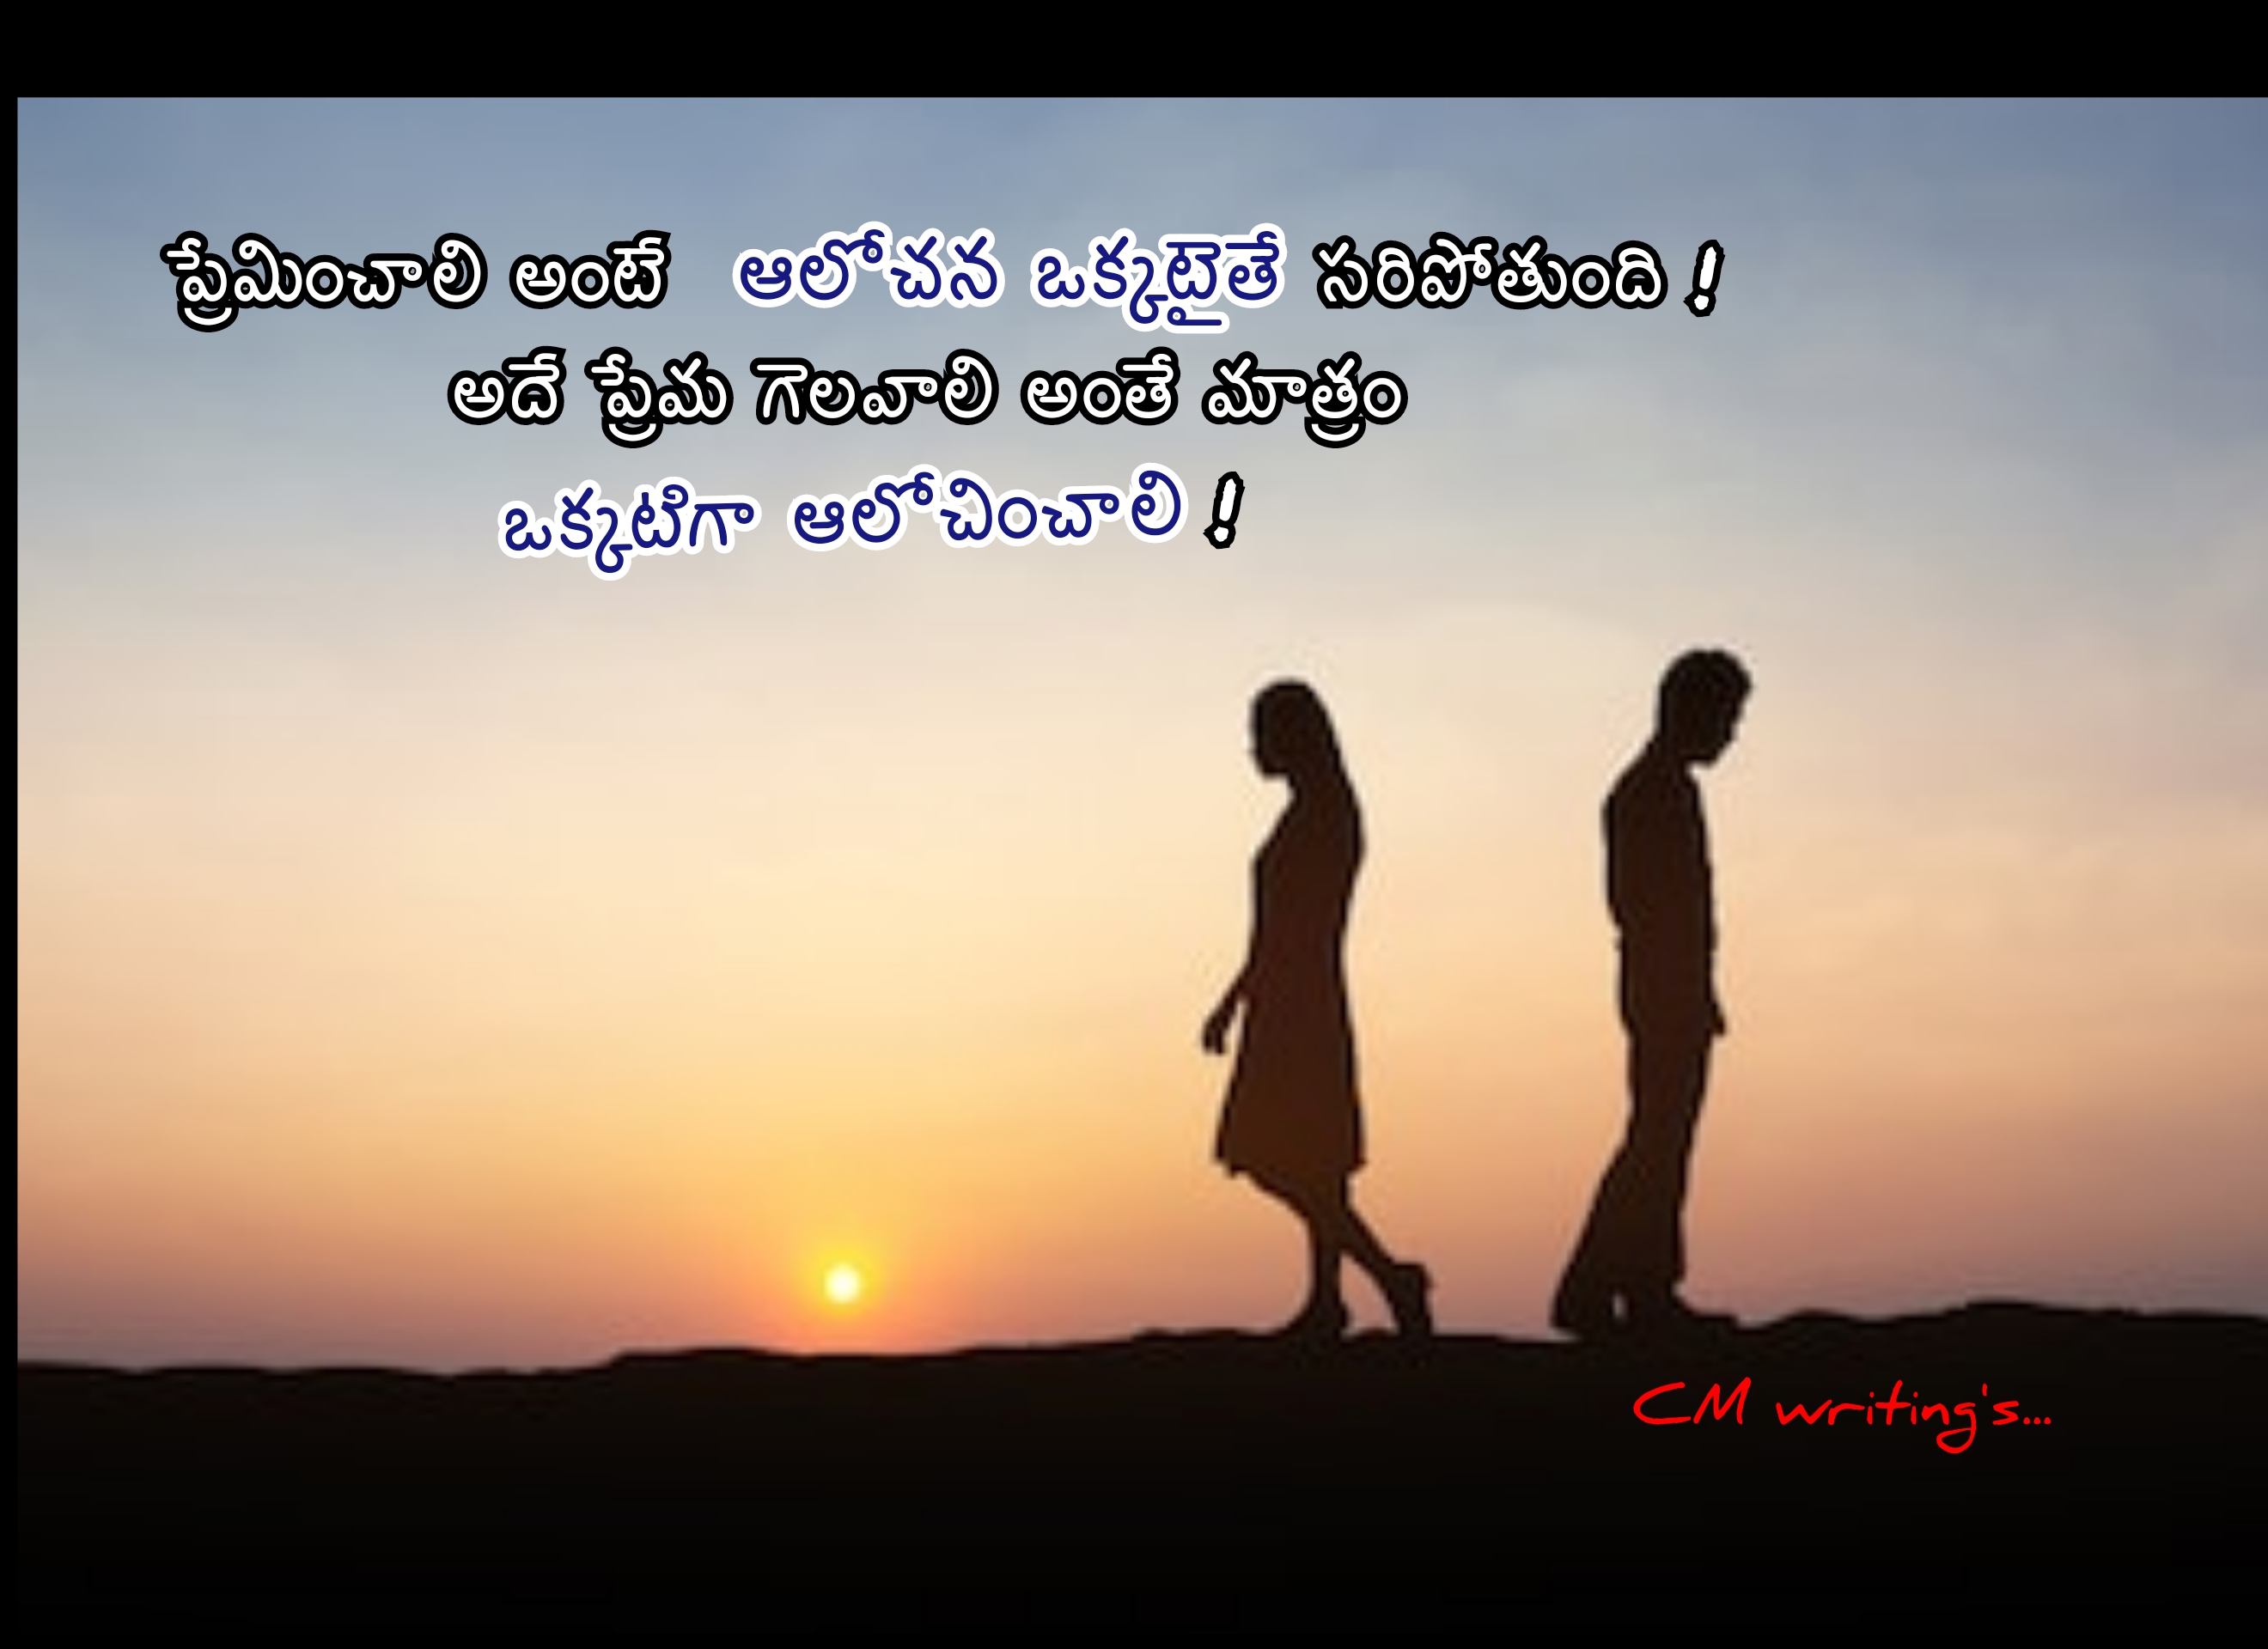 ప్రేమించాలి అంటే ఆలోచన ఒక్కటైతే సరిపోతుంది !
అదే ప్రేమ గెలవాలి అంతే మాత్రం
ఒక్కటిగా ఆలోచించాలి !
CM writing's...